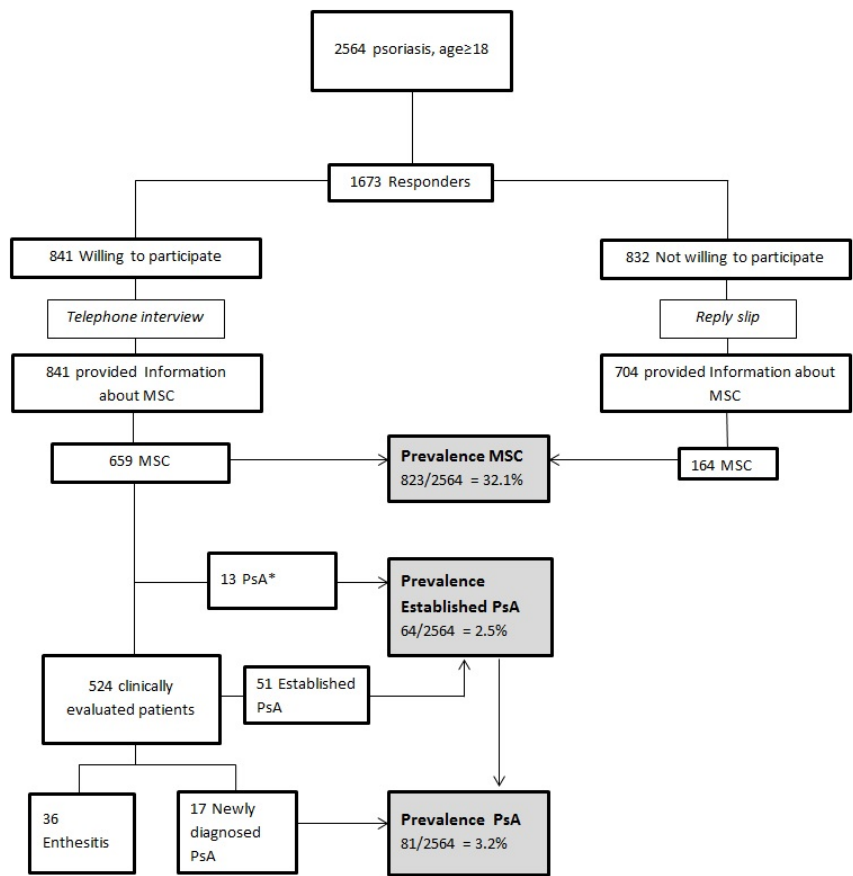 2564 psoriasis, age≥18
1673 Responders
841 Willing to participate
832 Not willing to participate
Telephone interview
Reply slip
841 provided Information
about MSC
704 provided Information about
MSC
659 MSC
Prevalence MSC
823/2564 = 32.1%
164 MSC
13 PsA*
Prevalence
Established PsA
64/2564 = 2.5%
524 clinically
evaluated patients
51 Established
PsA
36
Enthesitis
17 Newly
diagnosed
PsA
Prevalence PsA
81/2564 = 3.2%